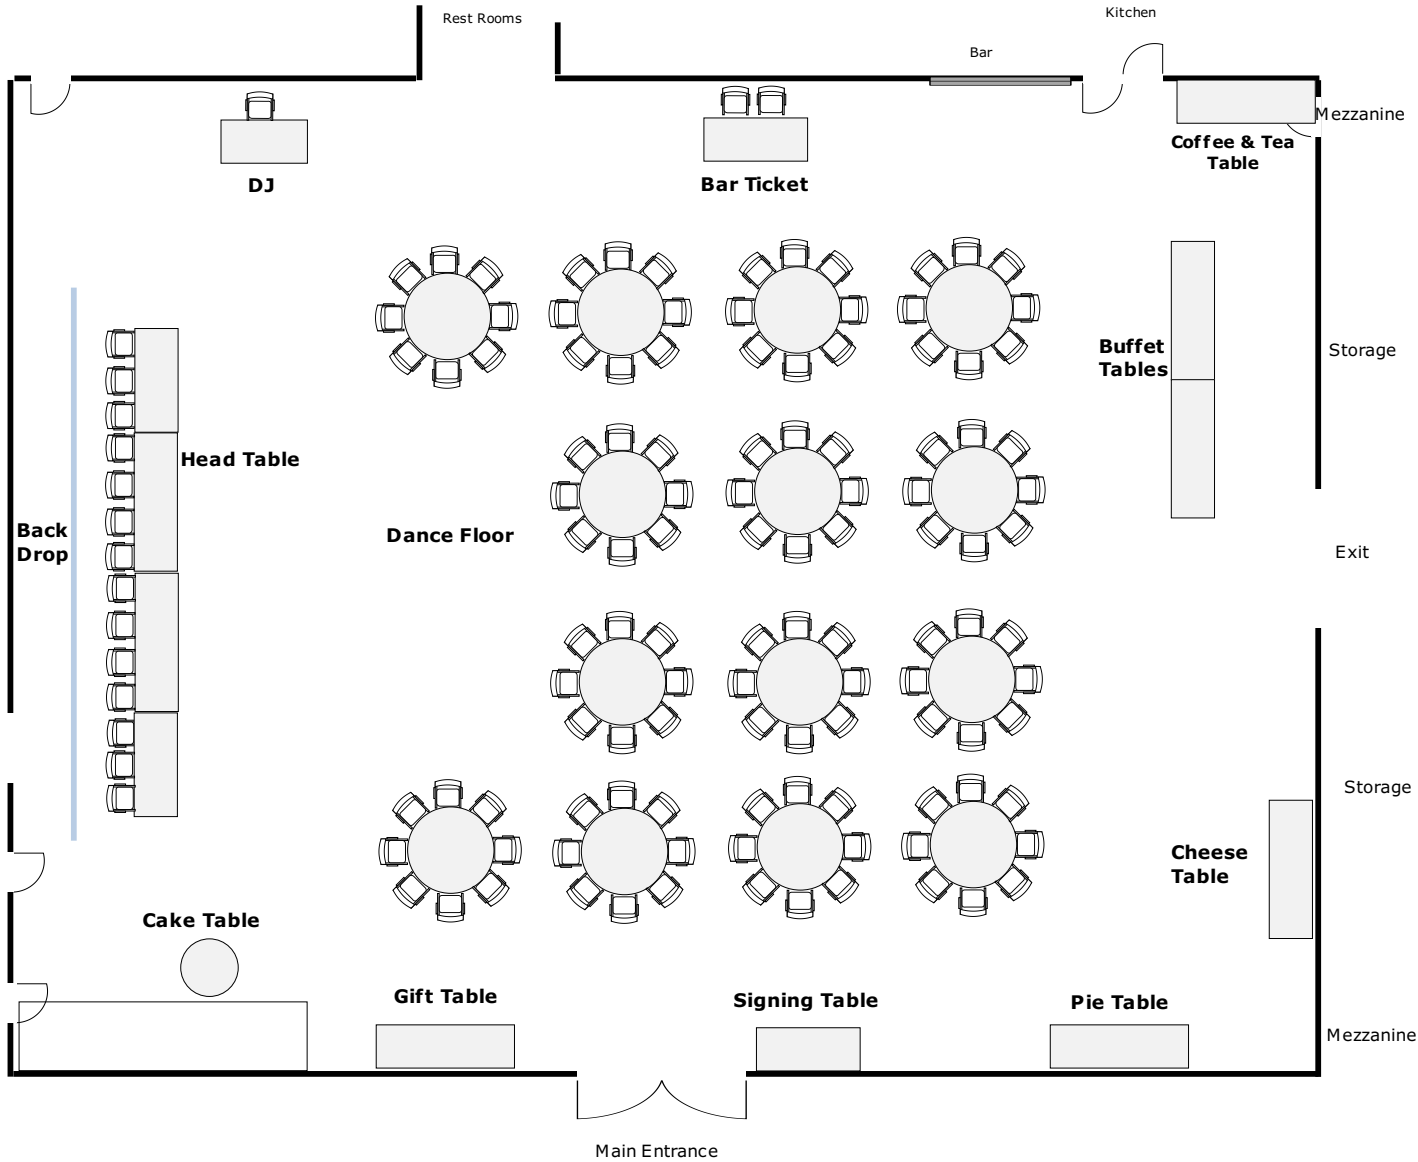 Rest Rooms
Kitchen
Bar
Mezzanine
Coffee & Tea
Table
DJ
Bar Ticket
Buffet
Tables
Storage
Head Table
Back
Drop
Dance Floor
Exit
Storage
Cheese
Table
Cake Table
Gift Table
Signing Table
Pie Table
Mezzanine
Main Entrance